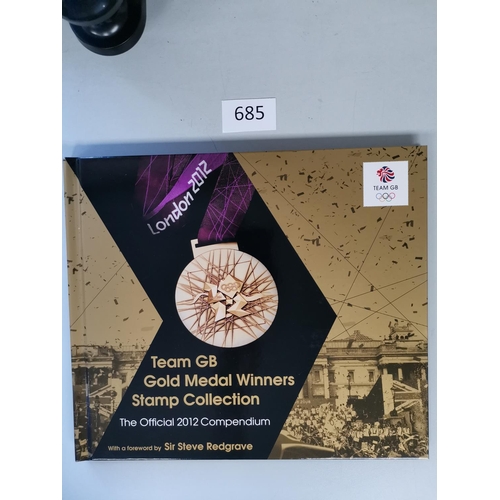 685
London 2012
TEAM GB
Team GB
Gold Medal Winners
Stamp Collection
The Official 2012 Compendium
With a foreword by Sir Steve Redgrave